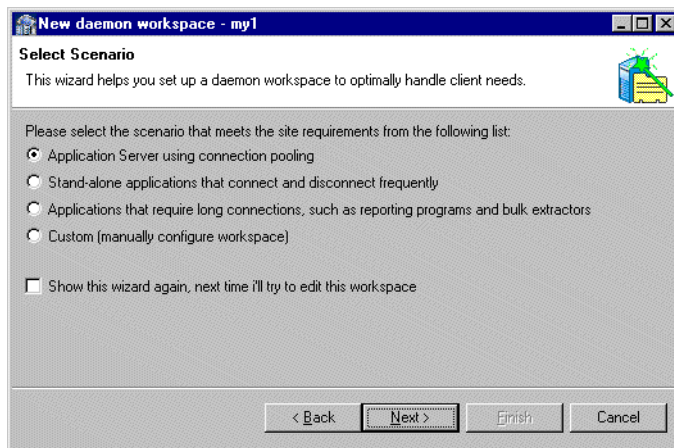 New daemon workspace - my1
Select Scenario
This wizard helps you set up a daemon workspace to optimally handle client needs.
Please select the scenario that meets the site requirements from the following list:
Application Server using connection pooling
Stand-alone applications that connect and disconnect frequently
Applications that require long connections, such as reporting programs and bulk extractors
Custom (manually configure workspace)
Show this wizard again, next time i'll try to edit this workspace
< Back Next > Finish Cancel